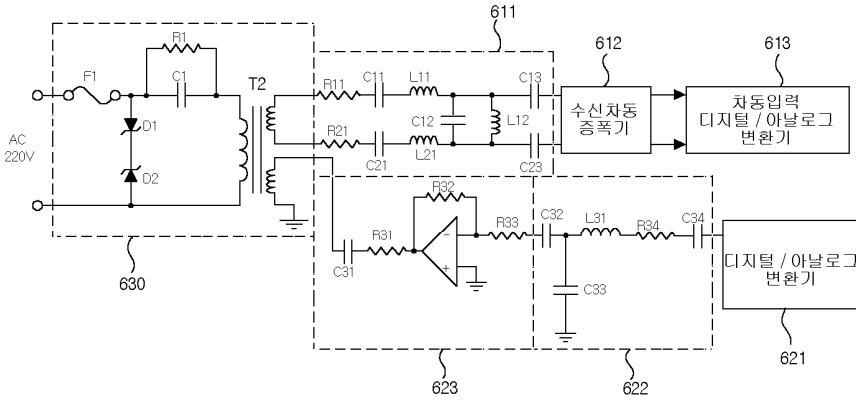 611
612
613
R1
F1
C1
T2
R11
C11
L11
C13
D1
C12
L12
수신차동
증폭기
차동입력
디지털 / 아날로그
변환기
AC
220V
R21
C21
L21
C23
D2
R32
R33
C32
L31
R34
C34
C31
R31
-
+
C33
디지털 / 아날로그
변환기
630
623
622
621